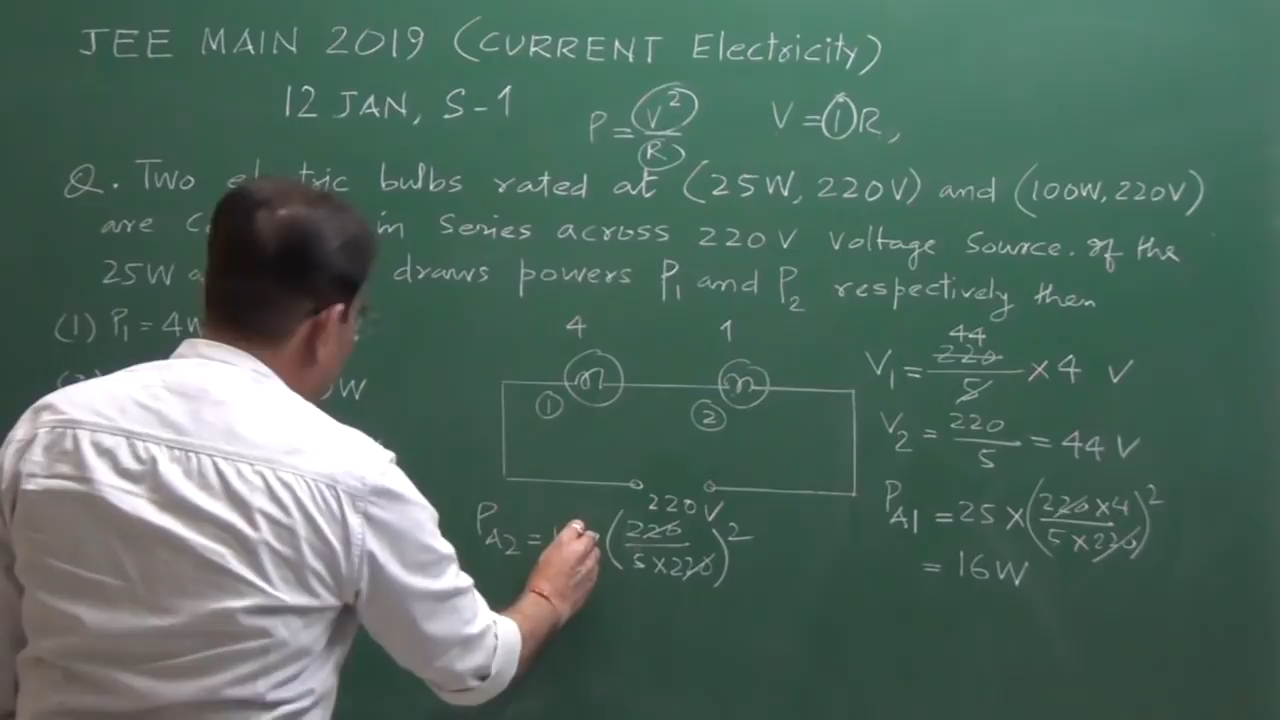 JEE MAIN 2019 (CURRENT Electricity)
12 JAN, S-1
P = V²/R V = iR,
Q. Two electric bulbs rated at (25W, 220V) and (100W, 220V)
are in series across 220V voltage source. Of the
25W draws powers P₁ and P₂ respectively then
(1) P₁ = 4
W
4 1
① ②
220V
V₁ = 220/5 × 4 V
44
V₂ = 220/5 = 44 V
P_A1 = 25 × (220×4/5×220)²
= 16W
P_A2 = (220/5×220)²